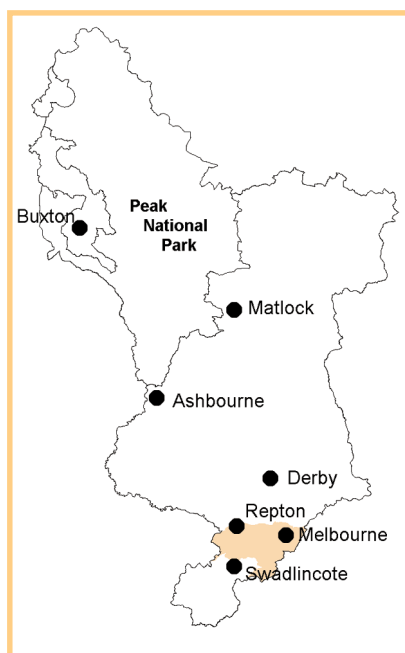 Peak
National
Park
Buxton
Matlock
Ashbourne
Derby
Repton
Melbourne
Swadlincote